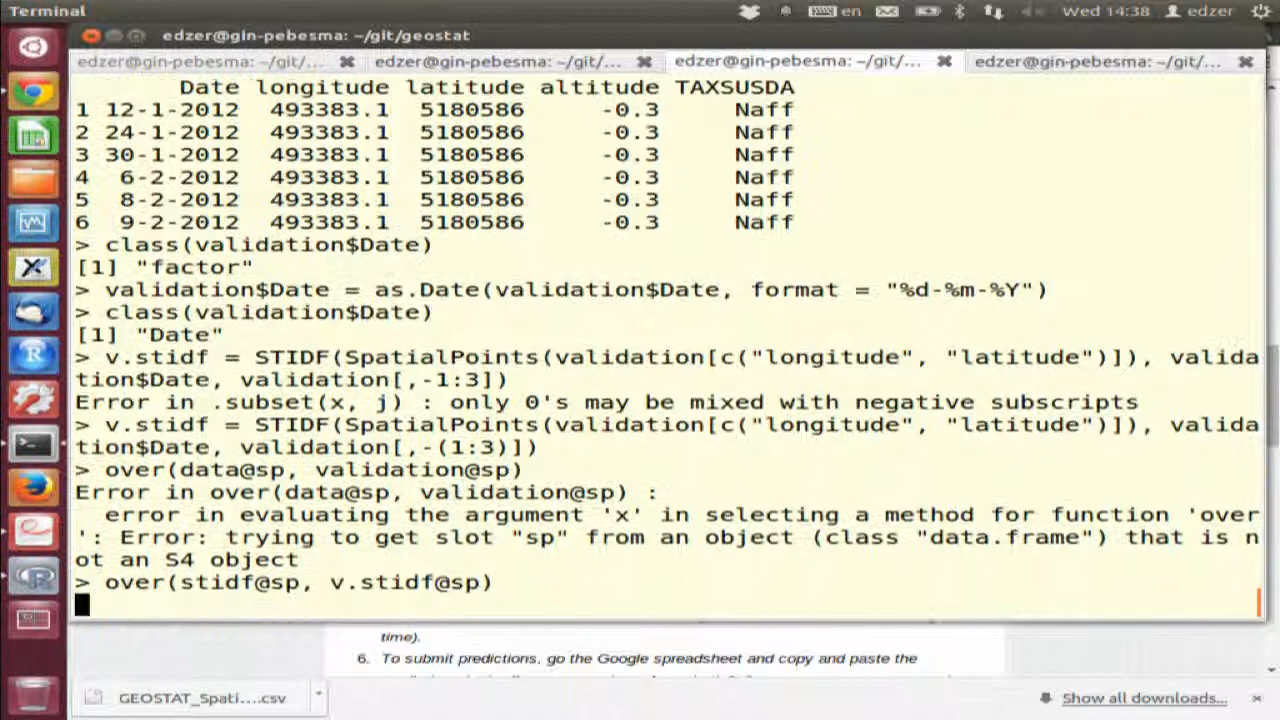 Terminal
en
Wed 14:38
edzer
edzer@gin-pebesma: ~/git/geostat
edzer@gin-pebesma: ~/git/... edzer@gin-pebesma: ~/git/... edzer@gin-pebesma: ~/git/... edzer@gin-pebesma: ~/git/...
Date longitude latitude altitude TAXSUSDA
1 12-1-2012 493383.1 5180586 -0.3 Naff
2 24-1-2012 493383.1 5180586 -0.3 Naff
3 30-1-2012 493383.1 5180586 -0.3 Naff
4 6-2-2012 493383.1 5180586 -0.3 Naff
5 8-2-2012 493383.1 5180586 -0.3 Naff
6 9-2-2012 493383.1 5180586 -0.3 Naff
> class(validation$Date)
[1] "factor"
> validation$Date = as.Date(validation$Date, format = "%d-%m-%Y")
> class(validation$Date)
[1] "Date"
> v.stidf = STIDF(SpatialPoints(validation[c("longitude", "latitude")]), valida
tion$Date, validation[,-1:3])
Error in .subset(x, j) : only 0's may be mixed with negative subscripts
> v.stidf = STIDF(SpatialPoints(validation[c("longitude", "latitude")]), valida
tion$Date, validation[,-(1:3)])
> over(data@sp, validation@sp)
Error in over(data@sp, validation@sp) :
error in evaluating the argument 'x' in selecting a method for function 'over
': Error: trying to get slot "sp" from an object (class "data.frame") that is n
ot an S4 object
> over(stidf@sp, v.stidf@sp)
time).
6. To submit predictions, go the Google spreadsheet and copy and paste the
GEOSTAT_Spati....csv
Show all downloads...